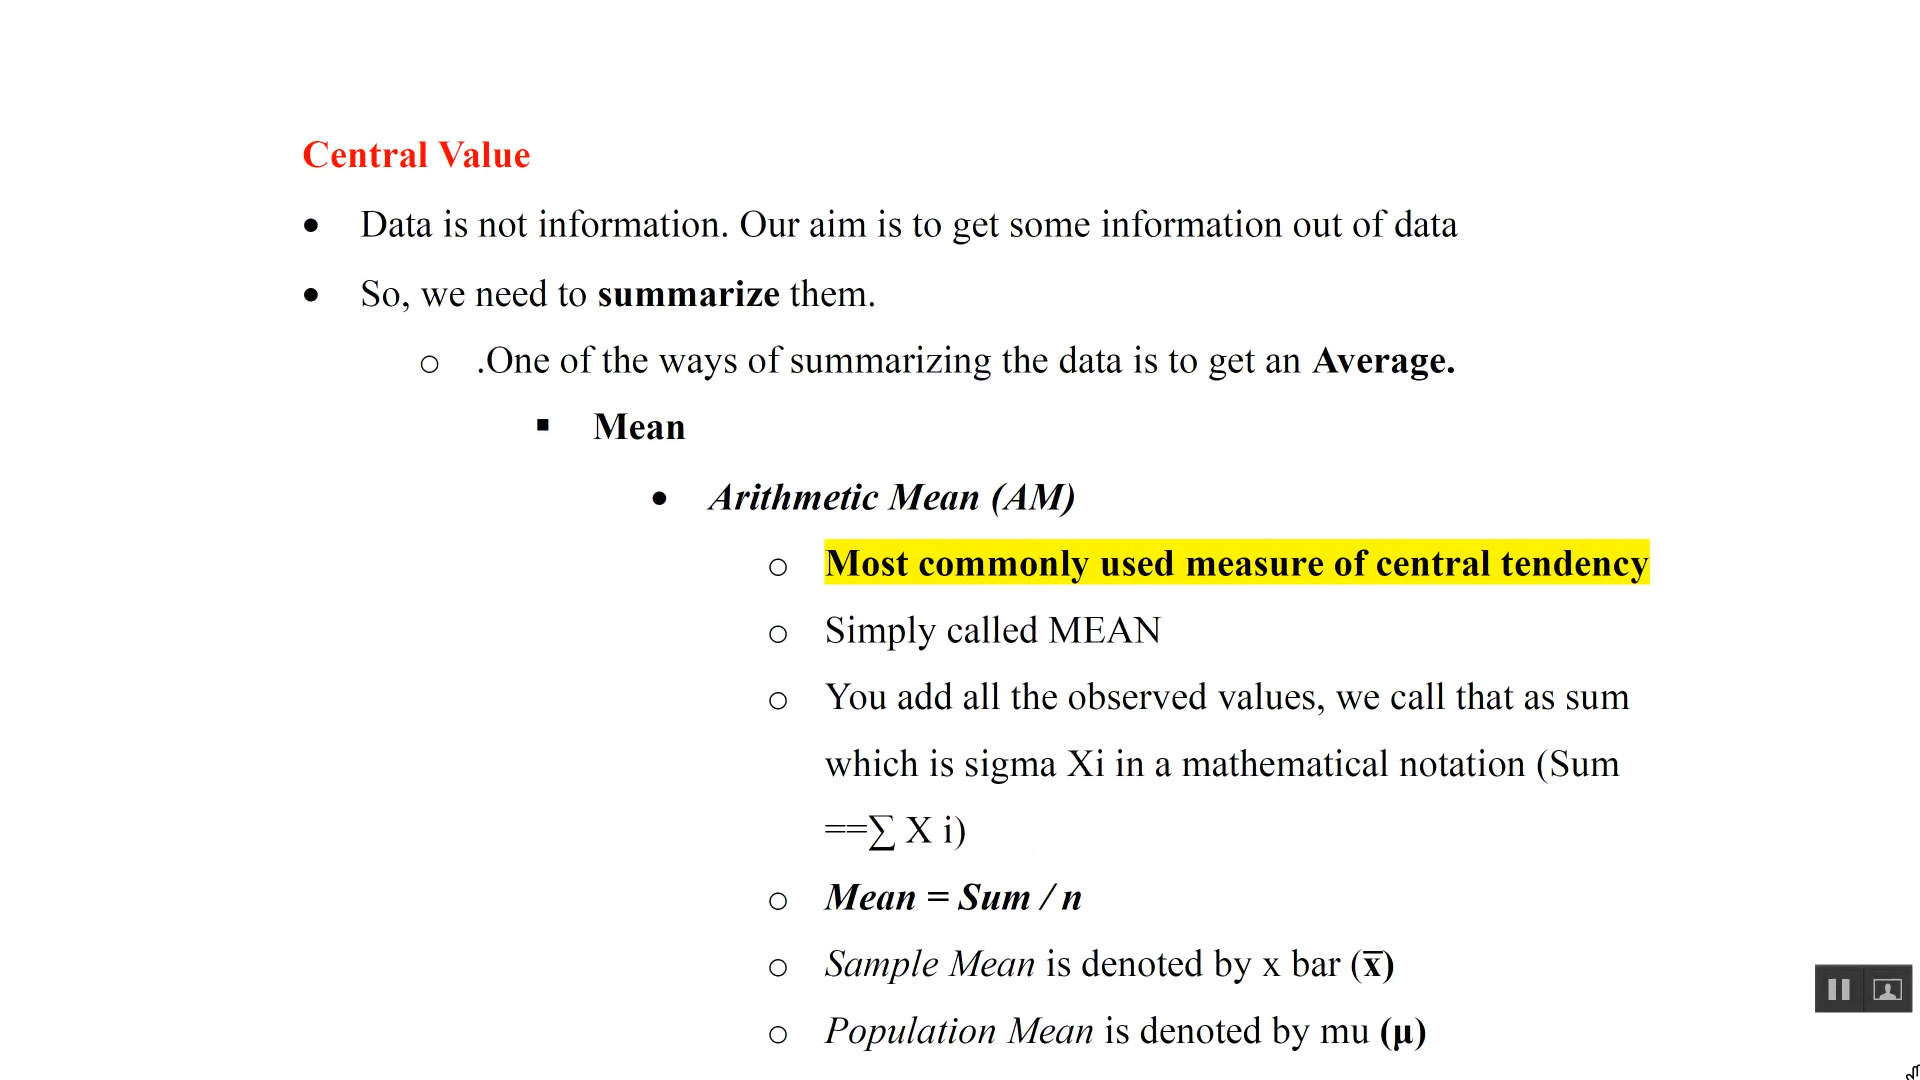 Central Value
• Data is not information. Our aim is to get some information out of data
• So, we need to summarize them.
o .One of the ways of summarizing the data is to get an Average.
▪ Mean
• Arithmetic Mean (AM)
o Most commonly used measure of central tendency
o Simply called MEAN
o You add all the observed values, we call that as sum
which is sigma Xi in a mathematical notation (Sum
==∑ X i)
o Mean = Sum / n
o Sample Mean is denoted by x bar (x̅)
o Population Mean is denoted by mu (µ)